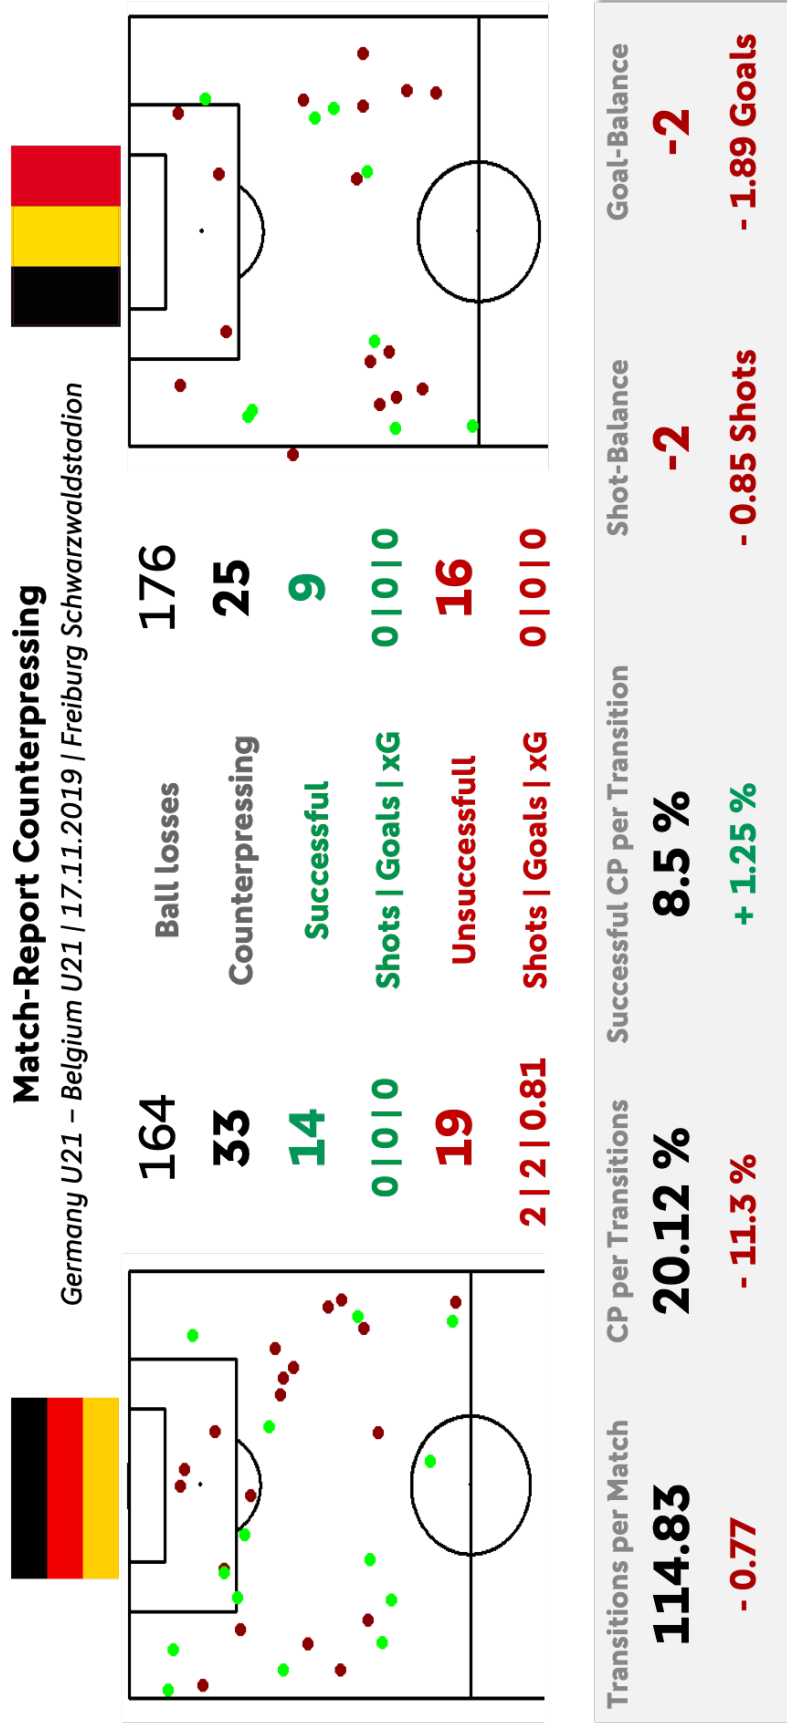 Match-Report Counterpressing
Germany U21 – Belgium U21 | 17.11.2019 | Freiburg Schwarzwaldstadion
164 Ball losses 176
33 Counterpressing 25
14 Successful 9
0 | 0 | 0 Shots | Goals | xG 0 | 0 | 0
19 Unsuccessfull 16
2 | 2 | 0.81 Shots | Goals | xG 0 | 0 | 0
Transitions per Match CP per Transitions Successful CP per Transition Shot-Balance Goal-Balance
114.83 20.12 % 8.5 % -2 -2
- 0.77 - 11.3 % + 1.25 % - 0.85 Shots - 1.89 Goals